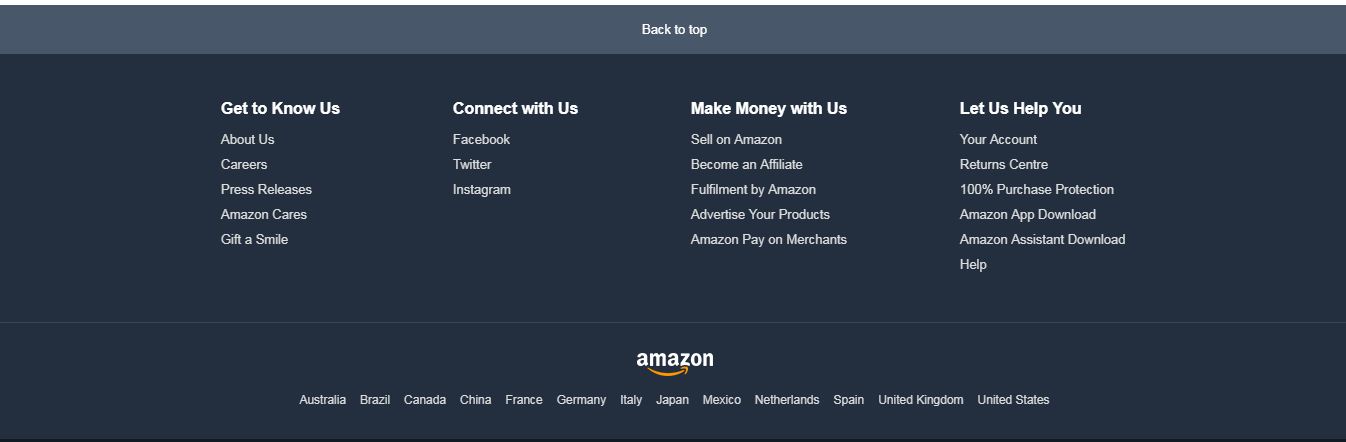 Back to top
Get to Know Us
About Us
Careers
Press Releases
Amazon Cares
Gift a Smile
Connect with Us
Facebook
Twitter
Instagram
Make Money with Us
Sell on Amazon
Become an Affiliate
Fulfilment by Amazon
Advertise Your Products
Amazon Pay on Merchants
Let Us Help You
Your Account
Returns Centre
100% Purchase Protection
Amazon App Download
Amazon Assistant Download
Help
amazon
Australia Brazil Canada China France Germany Italy Japan Mexico Netherlands Spain United Kingdom United States